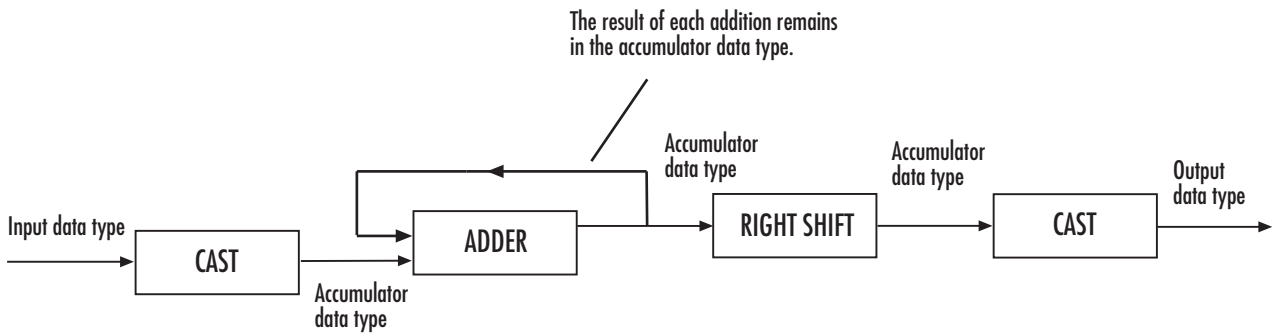 The result of each addition remains
in the accumulator data type.
Accumulator
data type
Accumulator
data type
Output
data type
Input data type
CAST
ADDER
RIGHT SHIFT
CAST
Accumulator
data type